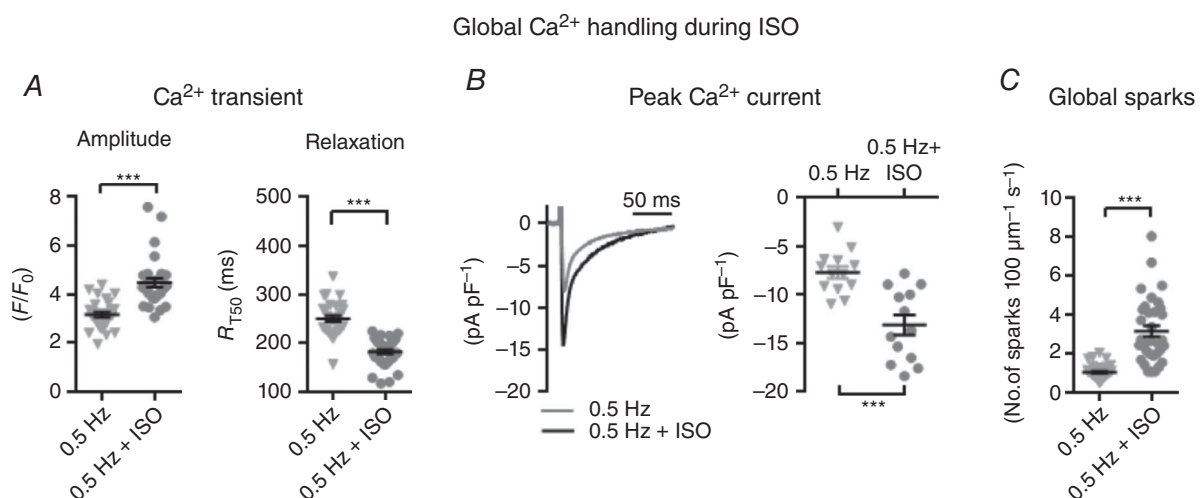 Global Ca²⁺ handling during ISO
A
Ca²⁺ transient
Amplitude
***
8
6
4
2
0
(F/F₀)
0.5 Hz
0.5 Hz + ISO
Relaxation
***
500
400
300
200
100
R_T50 (ms)
0.5 Hz
0.5 Hz + ISO
B
Peak Ca²⁺ current
50 ms
0
−5
−10
−15
−20
(pA pF⁻¹)
0.5 Hz
0.5 Hz + ISO
0.5 Hz
0.5 Hz+
ISO
0
−5
−10
−15
−20
(pA pF⁻¹)
***
C
Global sparks
***
10
8
6
4
2
0
(No.of sparks 100 μm⁻¹ s⁻¹)
0.5 Hz
0.5 Hz + ISO